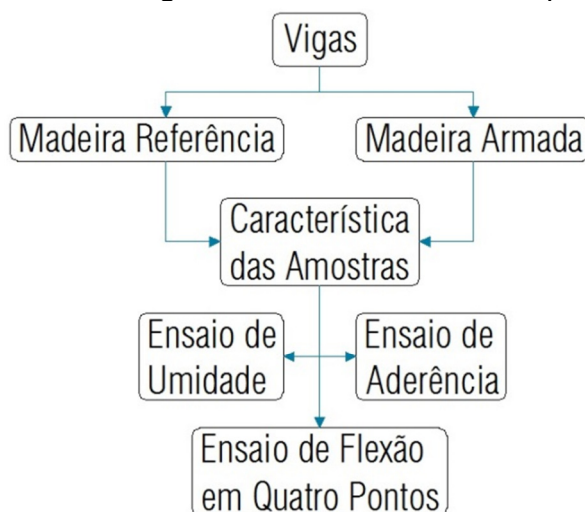 Vigas
Madeira Referência
Madeira Armada
Característica
das Amostras
Ensaio de
Umidade
Ensaio de
Aderência
Ensaio de Flexão
em Quatro Pontos